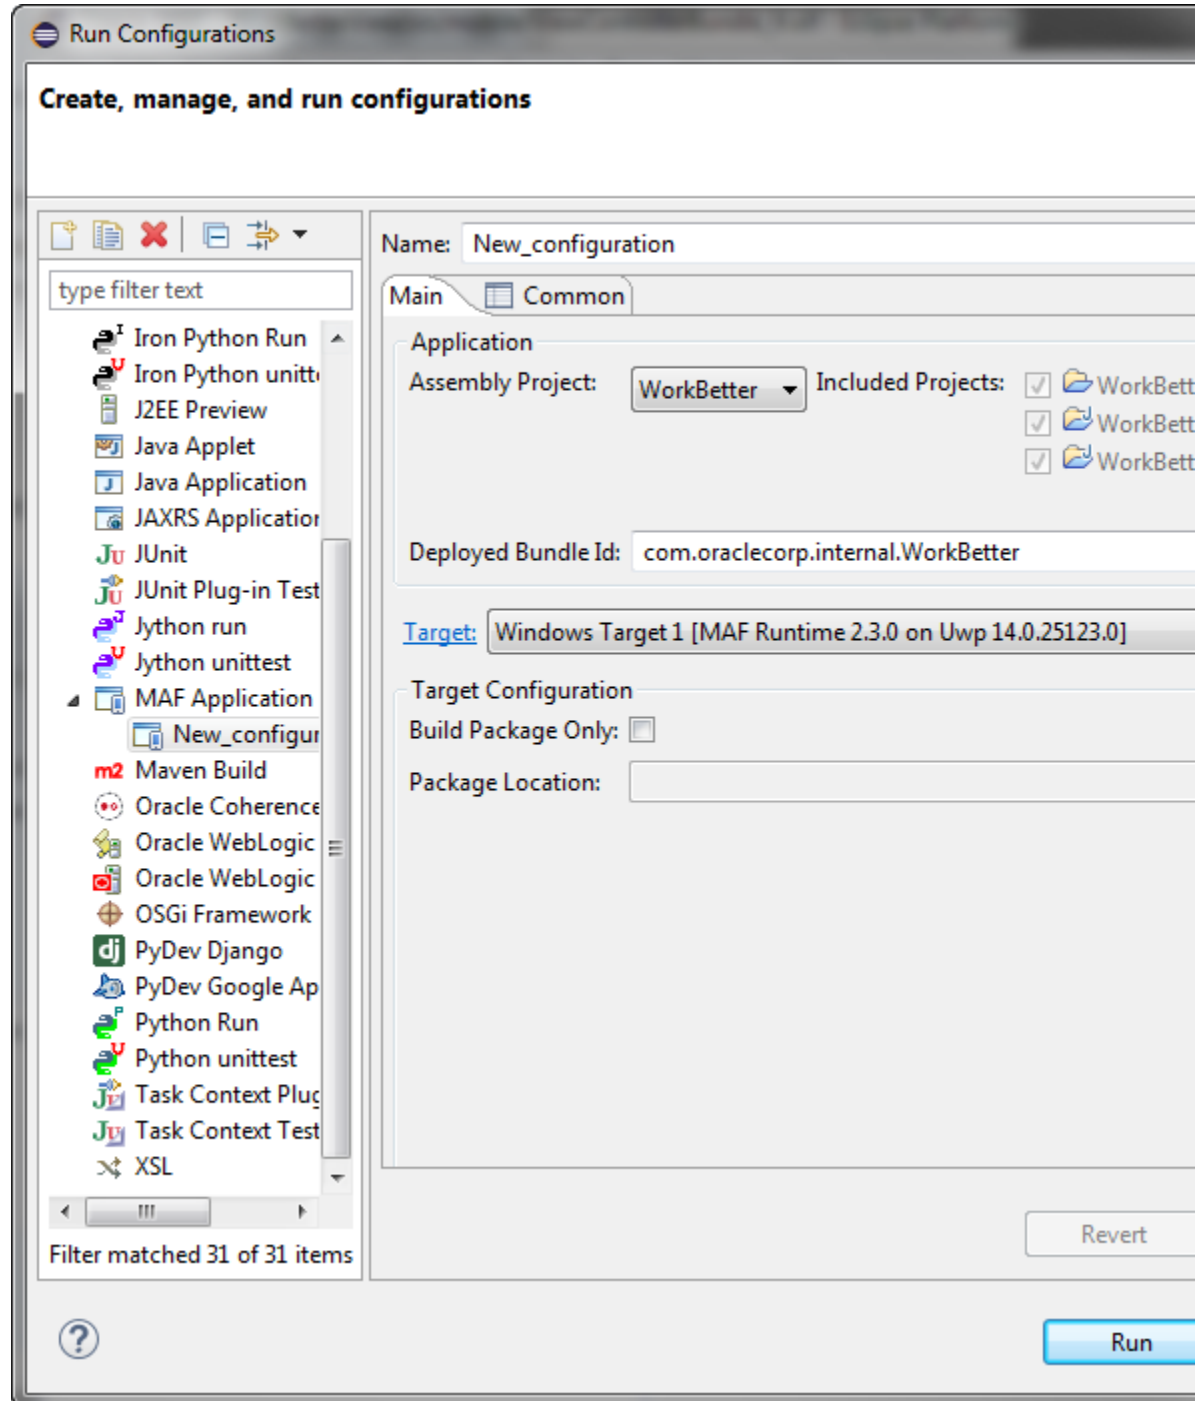 Run Configurations
Create, manage, and run configurations
type filter text
Iron Python Run
Iron Python unitt
J2EE Preview
Java Applet
Java Application
JAXRS Application
JUnit
JUnit Plug-in Test
Jython run
Jython unittest
MAF Application
New_configur
Maven Build
Oracle Coherence
Oracle WebLogic
Oracle WebLogic
OSGi Framework
PyDev Django
PyDev Google Ap
Python Run
Python unittest
Task Context Plug
Task Context Test
XSL
Filter matched 31 of 31 items
Name: New_configuration
Main Common
Application
Assembly Project: WorkBetter Included Projects: WorkBett
WorkBett
WorkBett
Deployed Bundle Id: com.oraclecorp.internal.WorkBetter
Target: Windows Target 1 [MAF Runtime 2.3.0 on Uwp 14.0.25123.0]
Target Configuration
Build Package Only:
Package Location:
Revert
Run